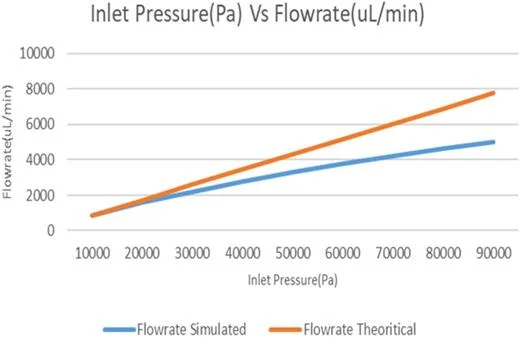 Inlet Pressure(Pa) Vs Flowrate(uL/min)
10000
8000
6000
4000
2000
0
Flowrate(uL/min)
10000 20000 30000 40000 50000 60000 70000 80000 90000
Inlet Pressure(Pa)
Flowrate Simulated Flowrate Theoritical